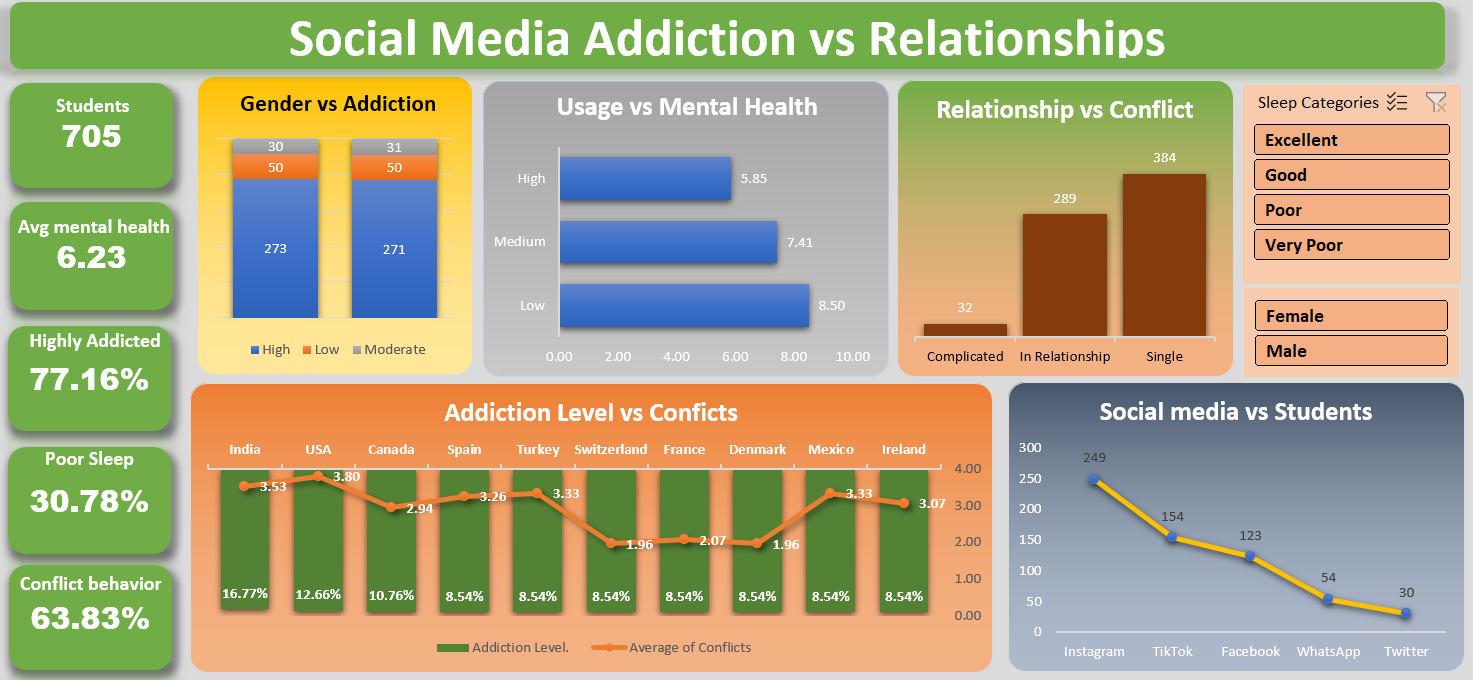 Social Media Addiction vs Relationships
Students
705
Avg mental health
6.23
Highly Addicted
77.16%
Poor Sleep
30.78%
Conflict behavior
63.83%
Gender vs Addiction
30
31
50
50
273
271
High
Low
Moderate
Usage vs Mental Health
High
5.85
Medium
7.41
Low
8.50
0.00 2.00 4.00 6.00 8.00 10.00
Relationship vs Conflict
384
289
32
Complicated In Relationship Single
Sleep Categories
Excellent
Good
Poor
Very Poor
Female
Male
Addiction Level vs Conficts
India USA Canada Spain Turkey Switzerland France Denmark Mexico Ireland
3.53 3.80 2.94 3.26 3.33 1.96 2.07 1.96 3.33 3.07
16.77% 12.66% 10.76% 8.54% 8.54% 8.54% 8.54% 8.54% 8.54% 8.54%
4.00
3.00
2.00
1.00
0.00
Addiction Level. Average of Conflicts
Social media vs Students
300
250
200
150
100
50
0
249
154
123
54
30
Instagram TikTok Facebook WhatsApp Twitter